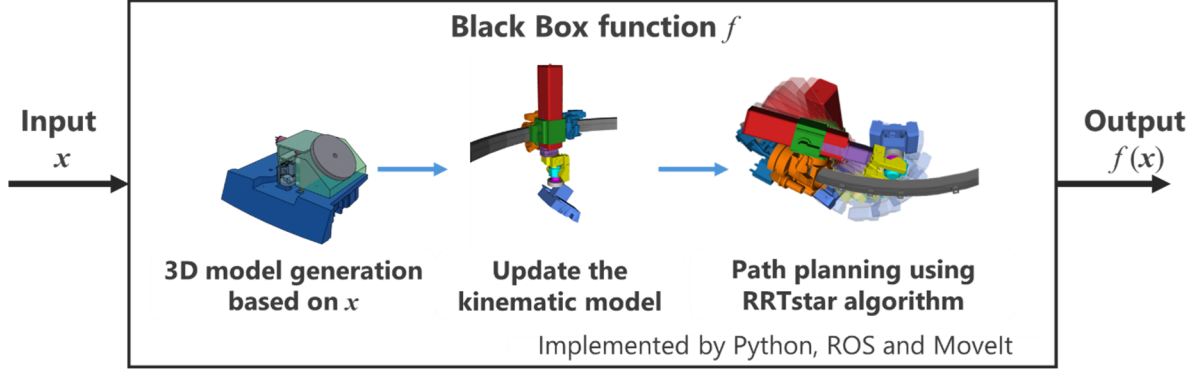 Black Box function f
Input
x
Output
f (x)
3D model generation
based on x
Update the
kinematic model
Path planning using
RRTstar algorithm
Implemented by Python, ROS and MoveIt